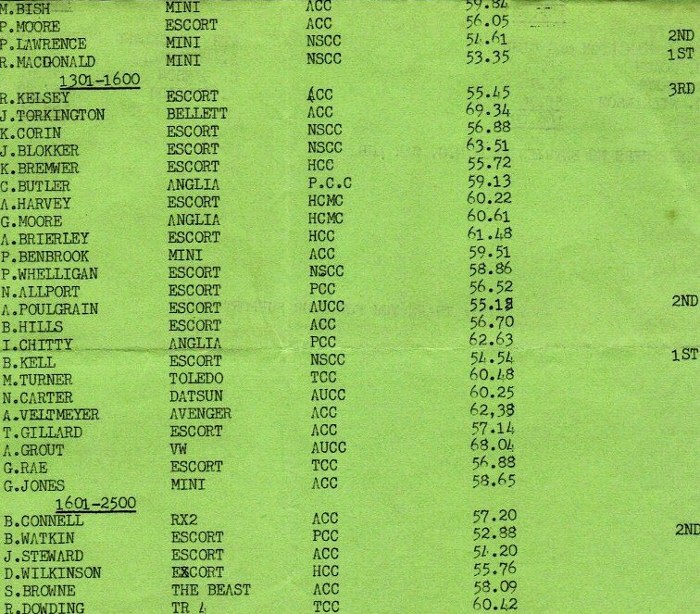 M.BISH MINI ACC 59.84
P.MOORE ESCORT ACC 56.05
P.LAWRENCE MINI NSCC 54.61 2ND
R.MACDONALD MINI NSCC 53.35 1ST
1301-1600
R.KELSEY ESCORT ACC 55.45 3RD
J.TORKINGTON BELLETT ACC 69.34
K.CORIN ESCORT NSCC 56.88
J.BLOKKER ESCORT NSCC 63.51
K.BREMWER ESCORT HCC 55.72
C.BUTLER ANGLIA P.C.C 59.13
A.HARVEY ESCORT HCMC 60.22
G.MOORE ANGLIA HCMC 60.61
A.BRIERLEY ESCORT HCC 61.48
P.BENBROOK MINI ACC 59.51
P.WHELLIGAN ESCORT NSCC 58.86
N.ALLPORT ESCORT PCC 56.52
A.POULGRAIN ESCORT AUCC 55.18 2ND
B.HILLS ESCORT ACC 56.70
I.CHITTY ANGLIA PCC 62.63
B.KELL ESCORT NSCC 54.54 1ST
M.TURNER TOLEDO TCC 60.48
N.CARTER DATSUN AUCC 60.25
A.VELTMEYER AVENGER ACC 62,38
T.GILLARD ESCORT ACC 57.14
A.GROUT VW AUCC 68.04
G.RAE ESCORT TCC 56.88
G.JONES MINI ACC 58.65
1601-2500
B.CONNELL RX2 ACC 57.20
B.WATKIN ESCORT PCC 52.88 2ND
J.STEWARD ESCORT ACC 54.20
D.WILKINSON ESCORT HCC 55.76
S.BROWNE THE BEAST ACC 58.09
R.DOWDING TR 4 TCC 60.42